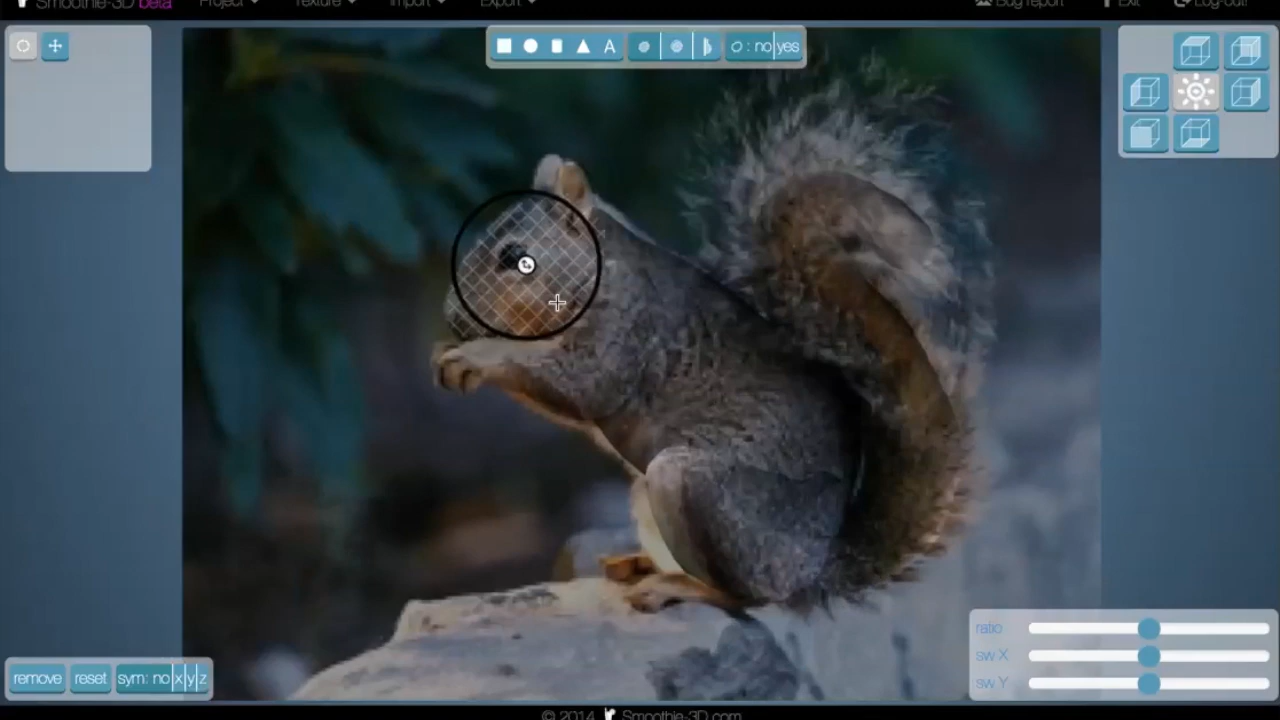 Smoothie-3D beta Project Texture Import Export Bug report Exit Log-out!
A : no yes
remove reset sym: no x y z
ratio
sw X
sw Y
© 2014 Smoothie-3D.com